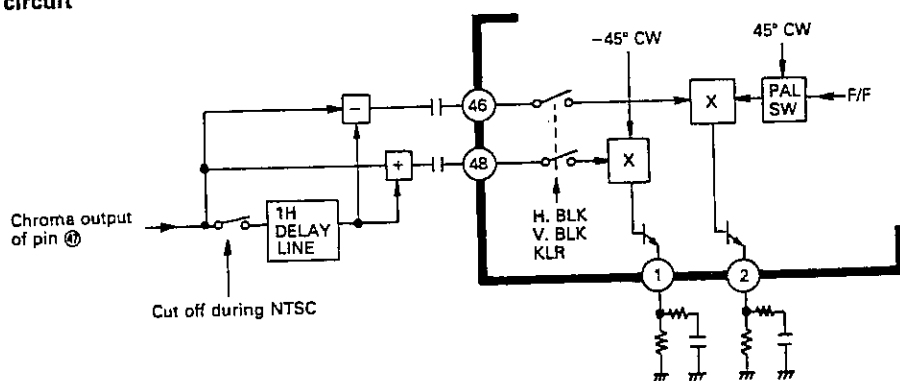 circuit
-45° CW
45° CW
−
46
X
PAL
SW
F/F
+
48
X
Chroma output
of pin ㊼
1H
DELAY
LINE
H. BLK
V. BLK
KLR
Cut off during NTSC
1
2